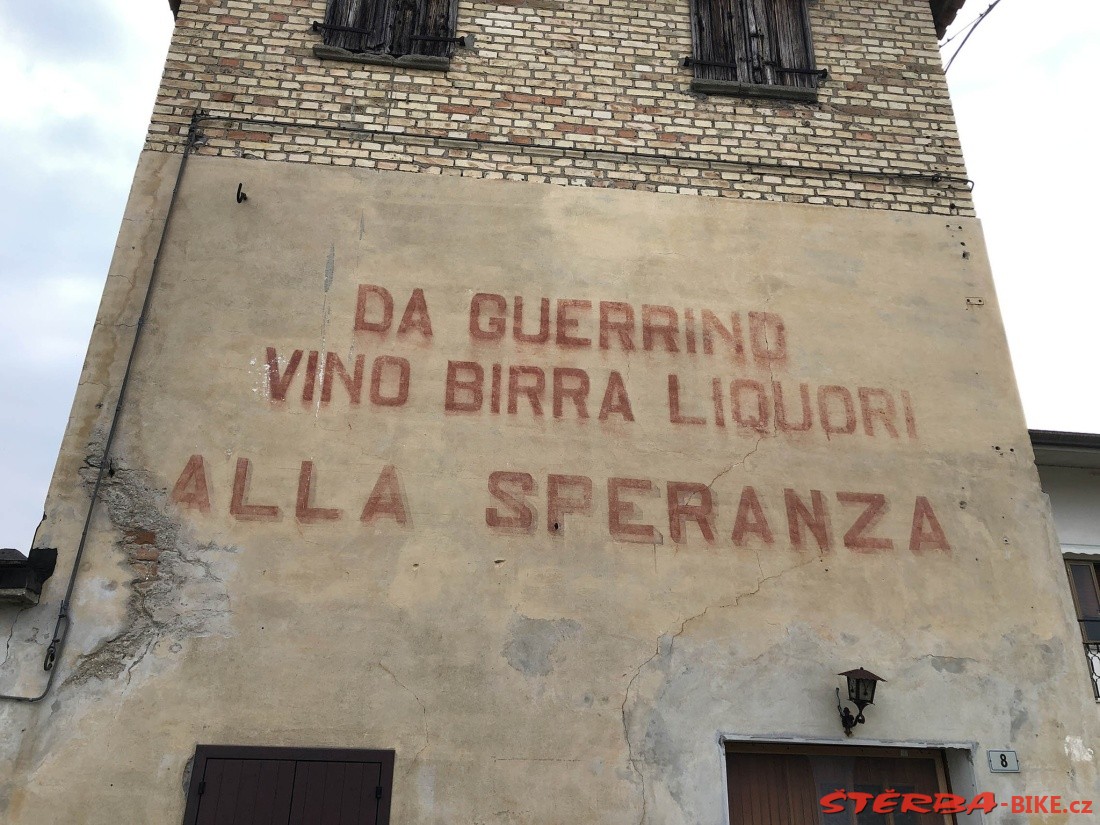 DA GUERRINO
VINO BIRRA LIQUORI
ALLA SPERANZA
8
ŠTĚRBA-BIKE.cz